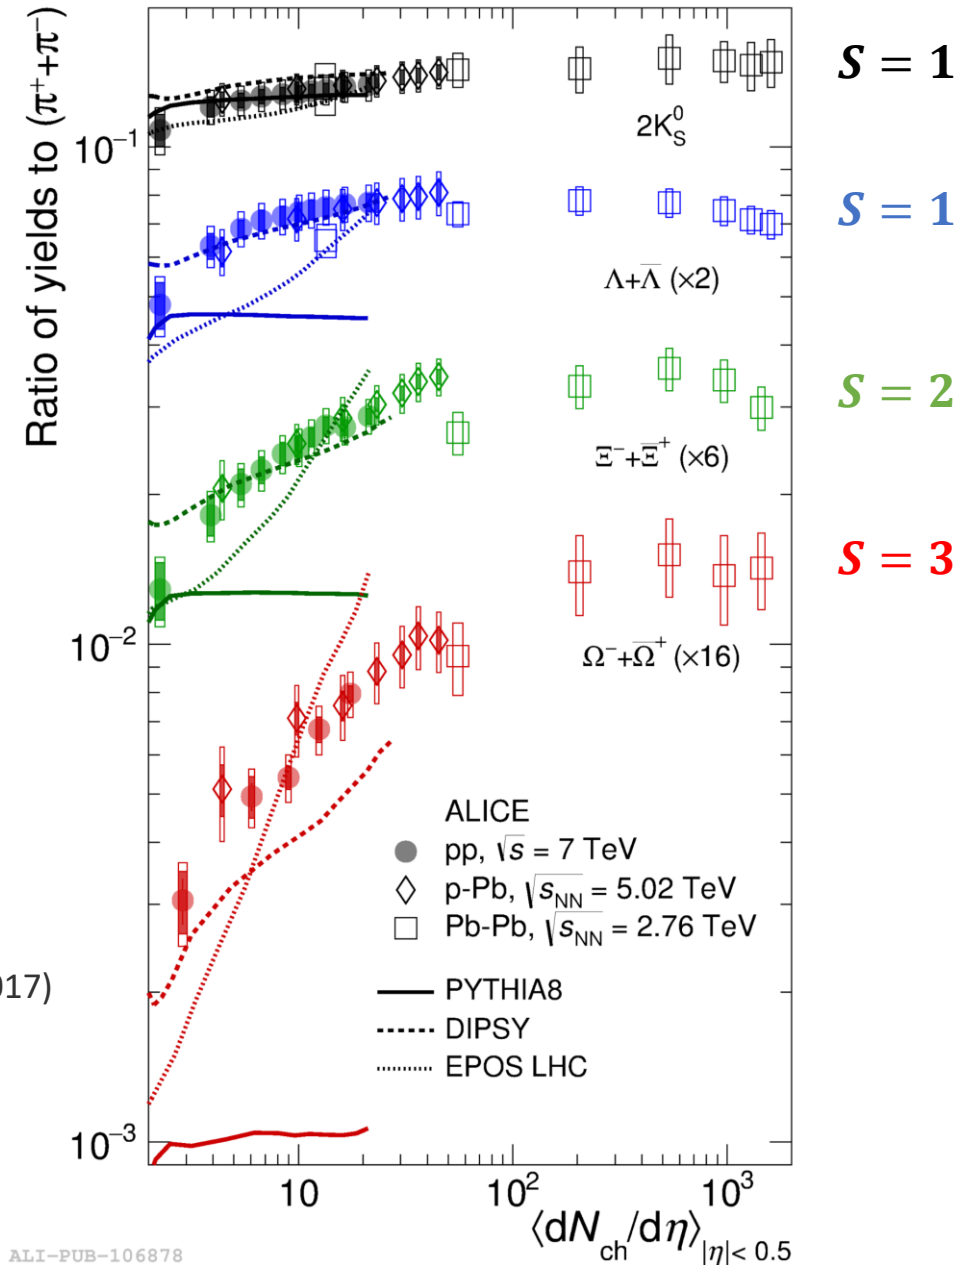 Ratio of yields to (π⁺+π⁻)
S = 1
2K⁰_S
10⁻¹
S = 1
Λ+Λ̅ (×2)
S = 2
Ξ⁻+Ξ̅⁺ (×6)
S = 3
10⁻²
Ω⁻+Ω̅⁺ (×16)
ALICE
pp, √s = 7 TeV
p-Pb, √s_NN = 5.02 TeV
Pb-Pb, √s_NN = 2.76 TeV
017)
PYTHIA8
DIPSY
EPOS LHC
10⁻³
10 10² 10³
⟨dN_ch/dη⟩_|η|< 0.5
ALI-PUB-106878